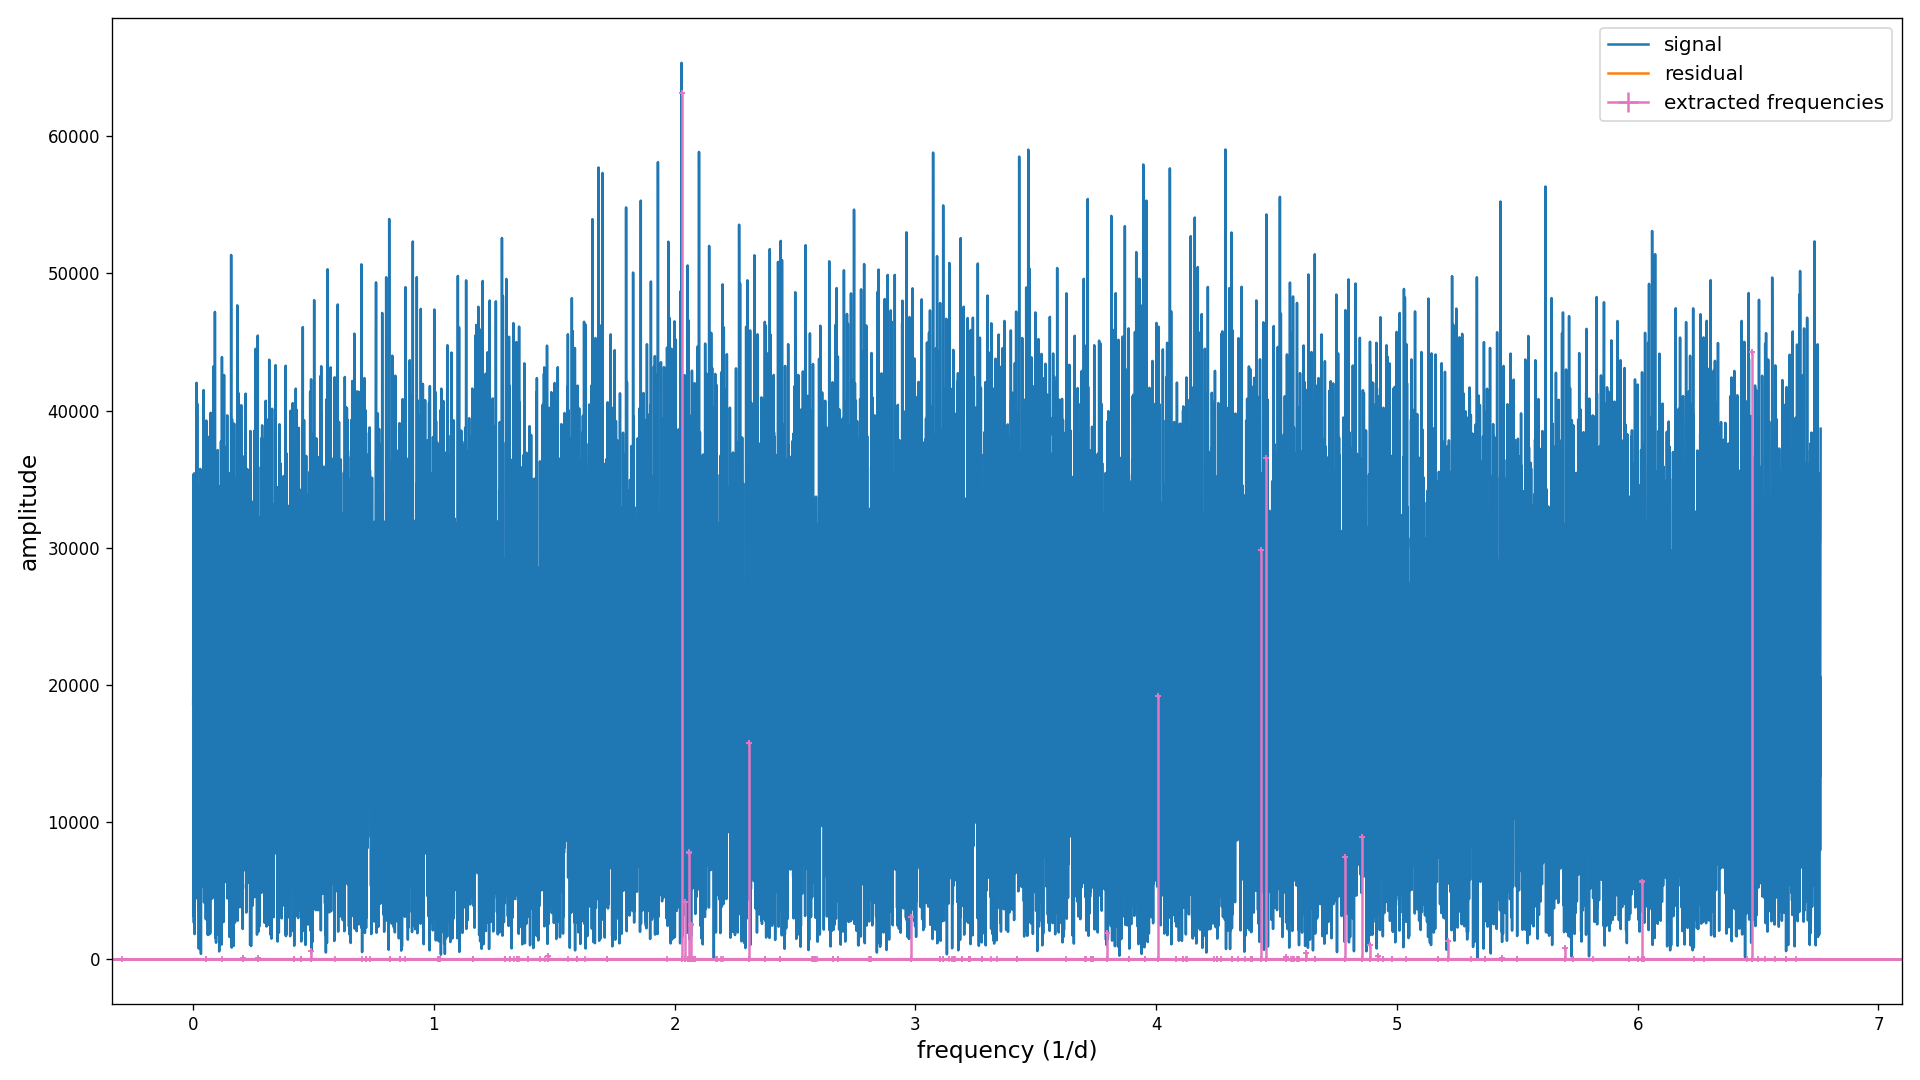 signal
residual
extracted frequencies
60000
50000
40000
30000
20000
10000
0
amplitude
0 1 2 3 4 5 6 7
frequency (1/d)